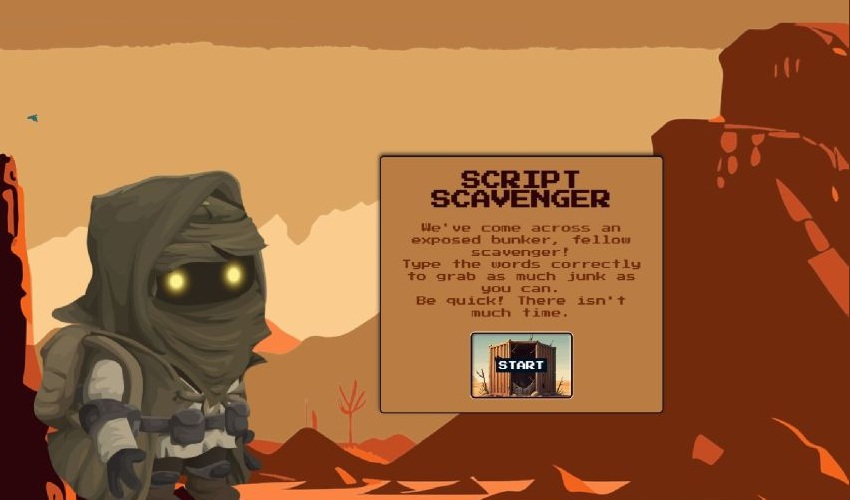 SCRIPT
SCAVENGER
We've come across an
exposed bunker, fellow
scavenger!
Type the words correctly
to grab as much junk as
you can.
Be quick! There isn't
much time.
START